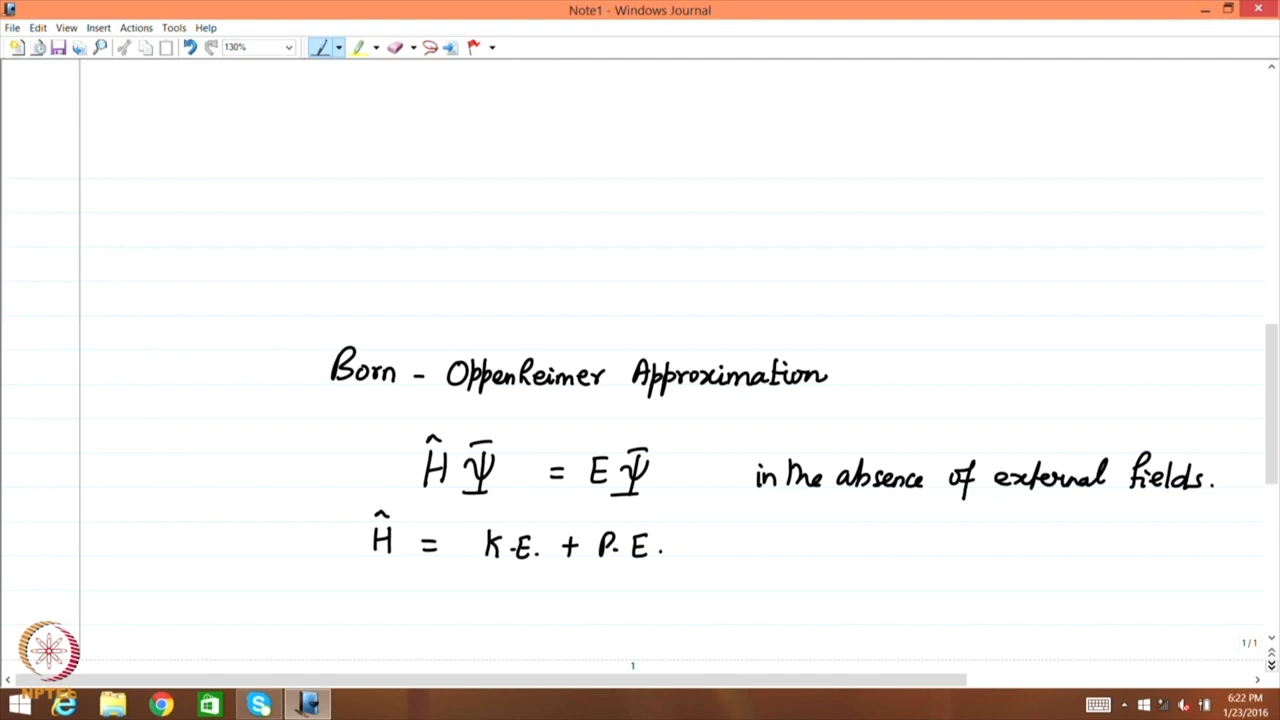 Note1 - Windows Journal
File Edit View Insert Actions Tools Help
130%
Born - Oppenheimer Approximation
Ĥ Ψ = E Ψ in the absence of external fields.
Ĥ = K.E. + P.E.
1/1
1
NPTEL
6:22 PM
1/23/2016